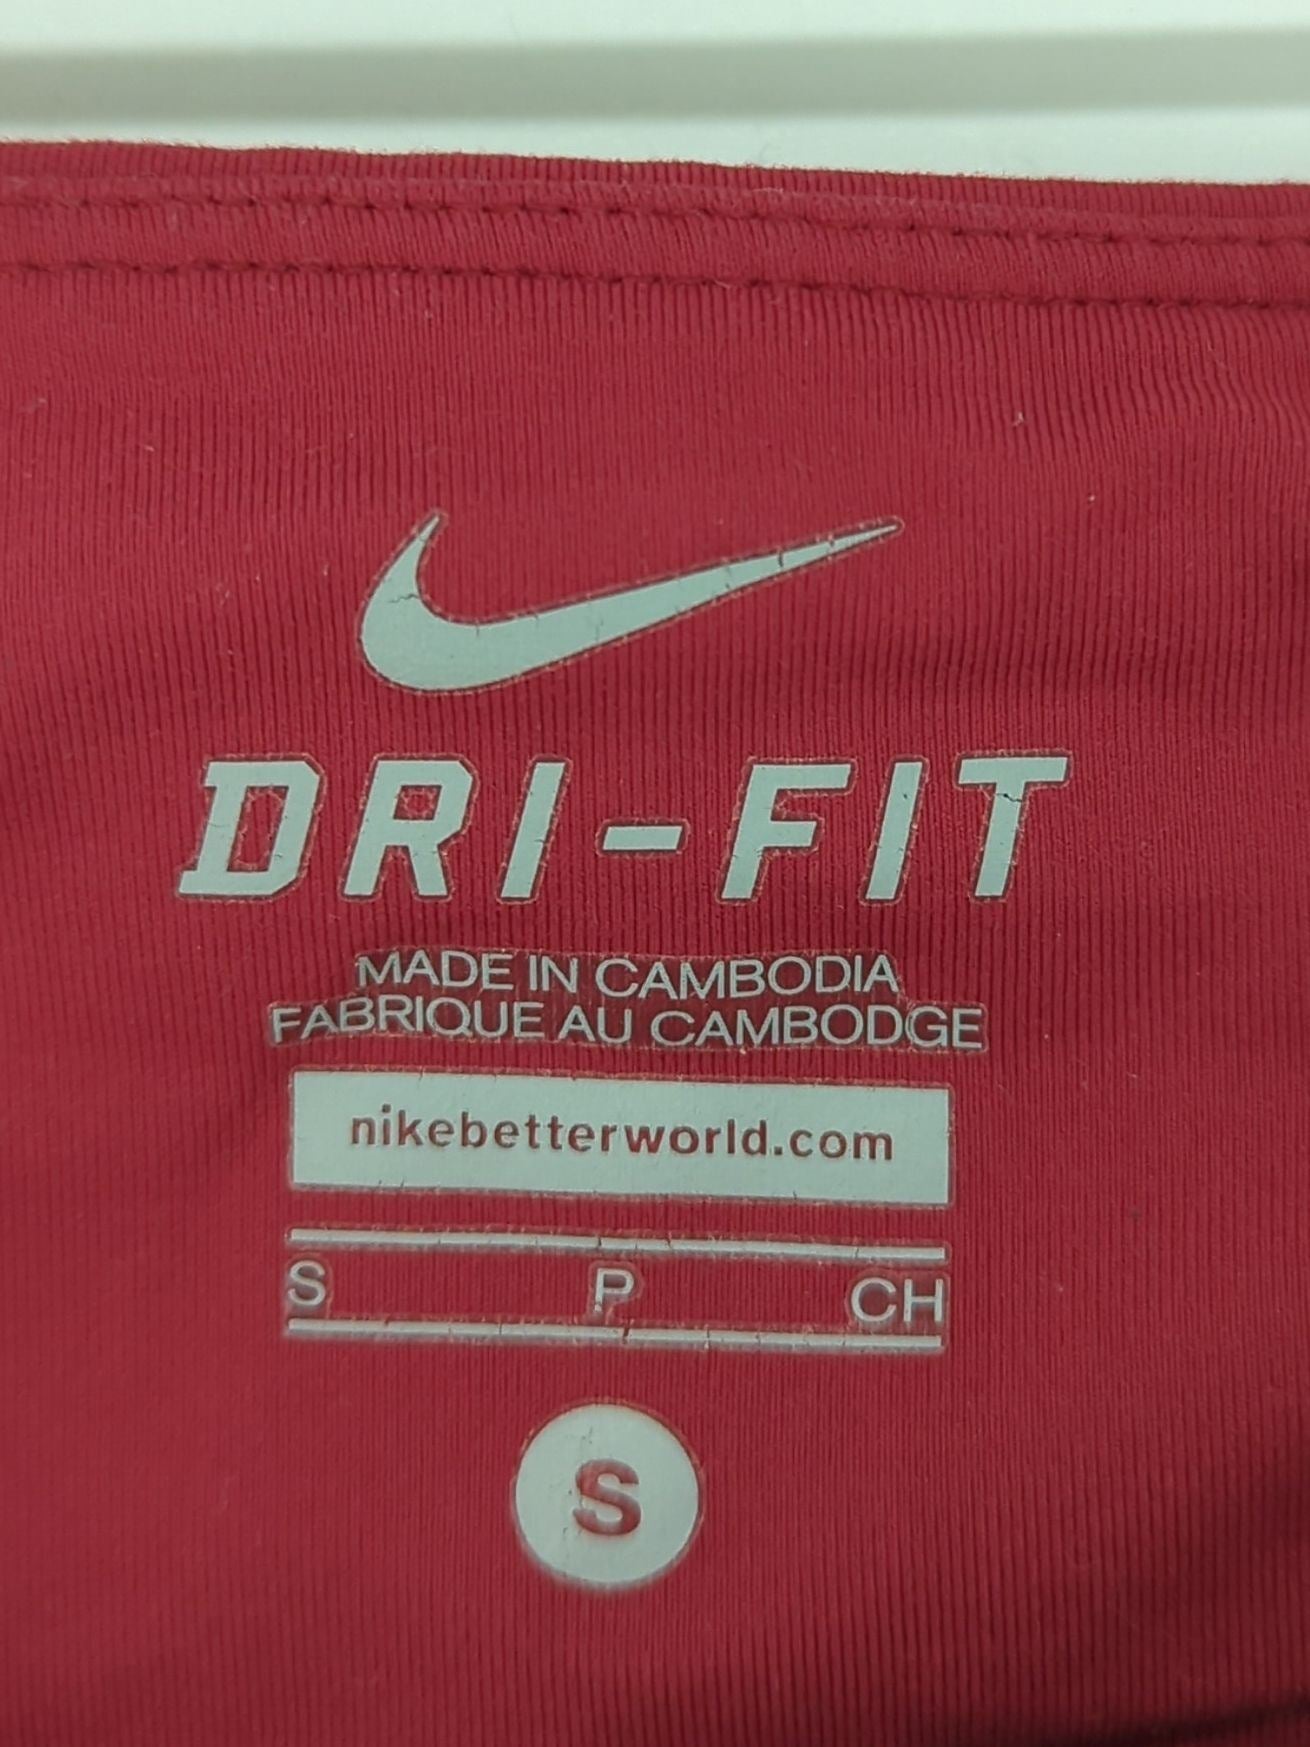 DRI-FIT
MADE IN CAMBODIA
FABRIQUE AU CAMBODGE
nikebetterworld.com
S P CH
S